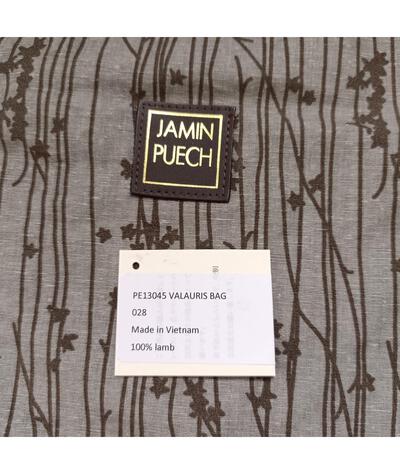 JAMIN
PUECH
PE13045 VALAURIS BAG
028
Made in Vietnam
100% lamb